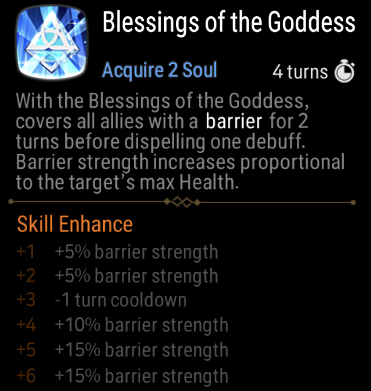 Blessings of the Goddess
Acquire 2 Soul
4 turns
With the Blessings of the Goddess,
covers all allies with a barrier for 2
turns before dispelling one debuff.
Barrier strength increases proportional
to the target's max Health.
Skill Enhance
+1 +5% barrier strength
+2 +5% barrier strength
+3 -1 turn cooldown
+4 +10% barrier strength
+5 +15% barrier strength
+6 +15% barrier strength